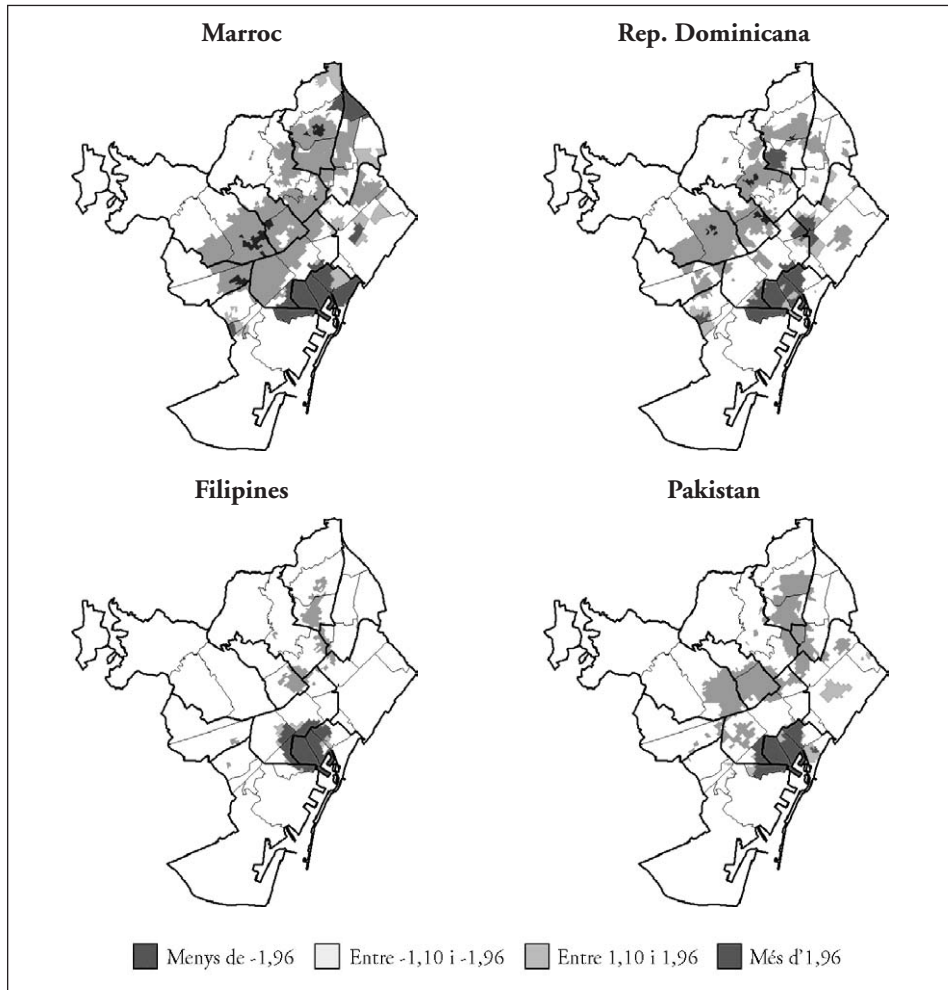 Marroc
Rep. Dominicana
Filipines
Pakistan
Menys de -1,96
Entre -1,10 i -1,96
Entre 1,10 i 1,96
Més d'1,96